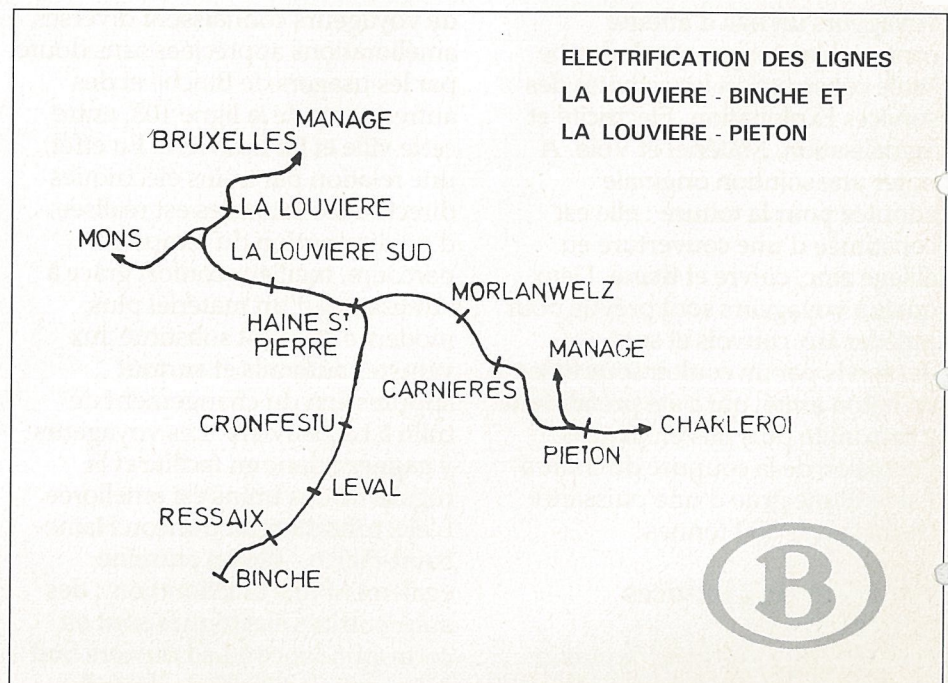 ELECTRIFICATION DES LIGNES
LA LOUVIERE - BINCHE ET
LA LOUVIERE - PIETON
MANAGE
BRUXELLES
LA LOUVIERE
MONS
LA LOUVIERE SUD
MORLANWELZ
HAINE ST
PIERRE
MANAGE
CARNIERES
CRONFESTU
CHARLEROI
PIETON
LEVAL
RESSAIX
BINCHE
B